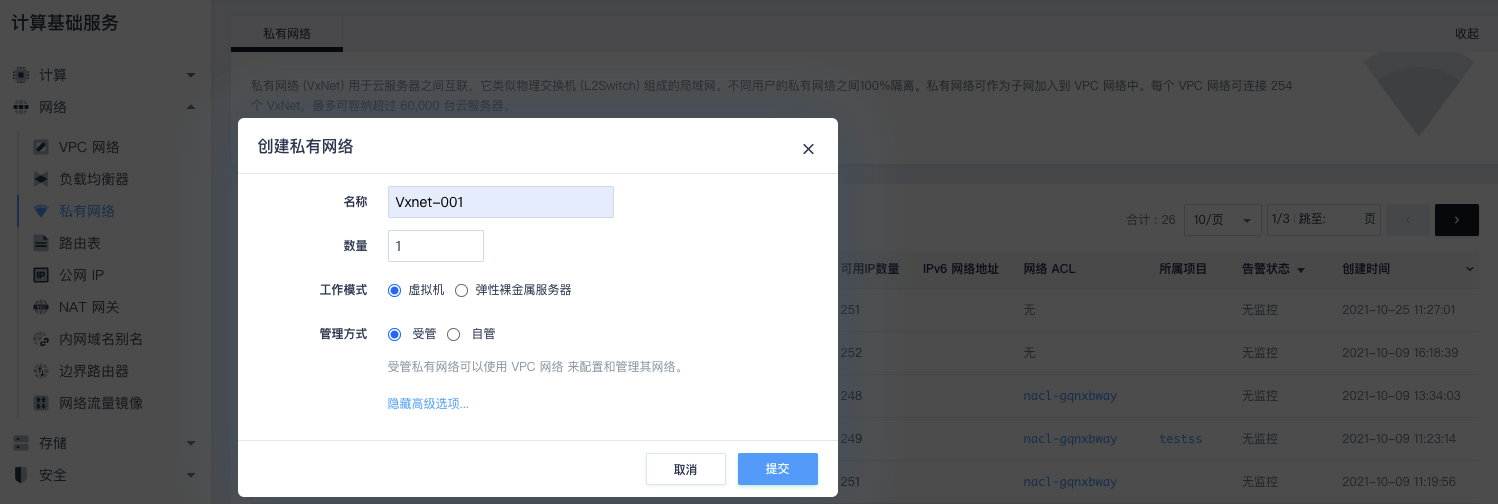 计算基础服务
计算
网络
VPC 网络
负载均衡器
私有网络
路由表
公网 IP
NAT 网关
内网域名别名
边界路由器
网络流量镜像
存储
安全
私有网络
收起
私有网络 (VxNet) 用于云服务器之间互联，它类似物理交换机 (L2Switch) 组成的局域网，不同用户的私有网络之间100%隔离。私有网络可作为子网加入到 VPC 网络中，每个 VPC 网络可连接 254
个 VxNet，最多可容纳超过 60,000 台云服务器。
创建私有网络
名称 Vxnet-001
数量 1
工作模式 虚拟机 弹性裸金属服务器
管理方式 受管 自管
受管私有网络可以使用 VPC 网络 来配置和管理其网络。
隐藏高级选项...
取消 提交
合计 : 26 10/页 1/3 跳至: 页
可用IP数量 IPv6 网络地址 网络 ACL 所属项目 告警状态 创建时间
251 无 无监控 2021-10-25 11:27:01
252 无 无监控 2021-10-09 16:18:39
248 nacl-gqnxbway 无监控 2021-10-09 13:34:03
249 nacl-gqnxbway testss 无监控 2021-10-09 11:23:14
251 nacl-gqnxbway 无监控 2021-10-09 11:19:56